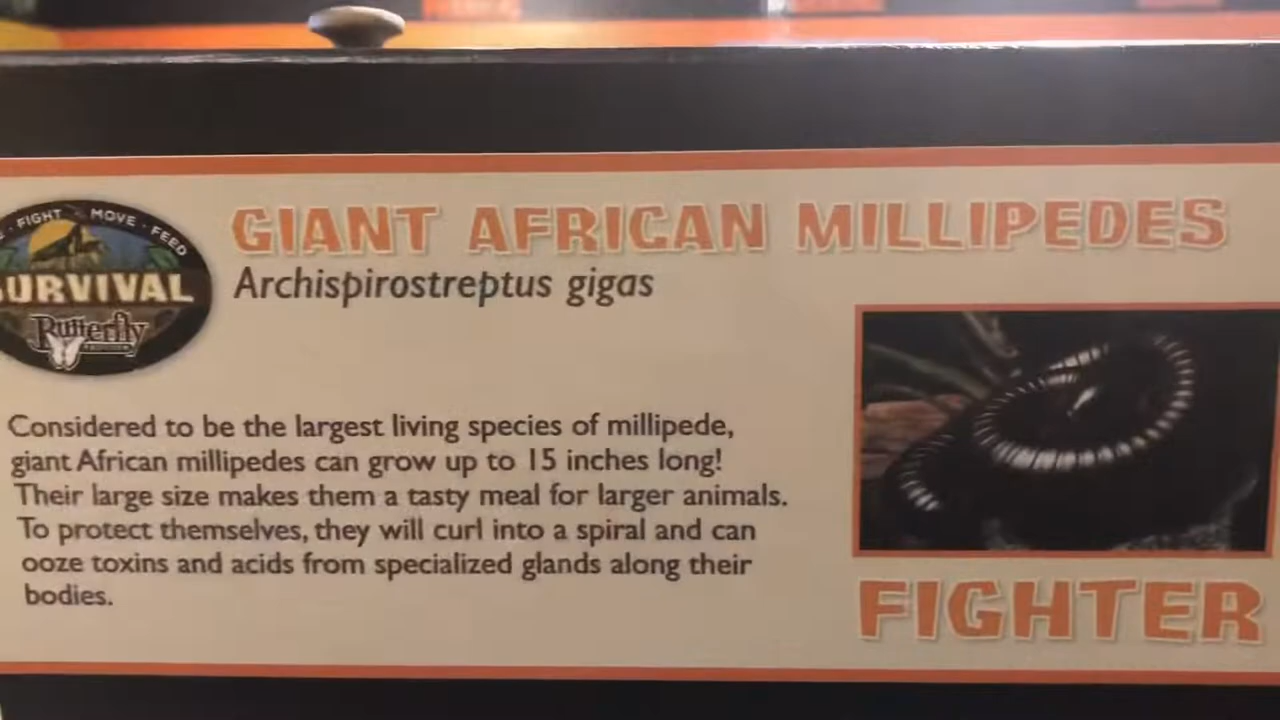 FIGHT · MOVE · FEED
SURVIVAL
Butterfly
GIANT AFRICAN MILLIPEDES
Archispirostreptus gigas
Considered to be the largest living species of millipede,
giant African millipedes can grow up to 15 inches long!
Their large size makes them a tasty meal for larger animals.
To protect themselves, they will curl into a spiral and can
ooze toxins and acids from specialized glands along their
bodies.
FIGHTER